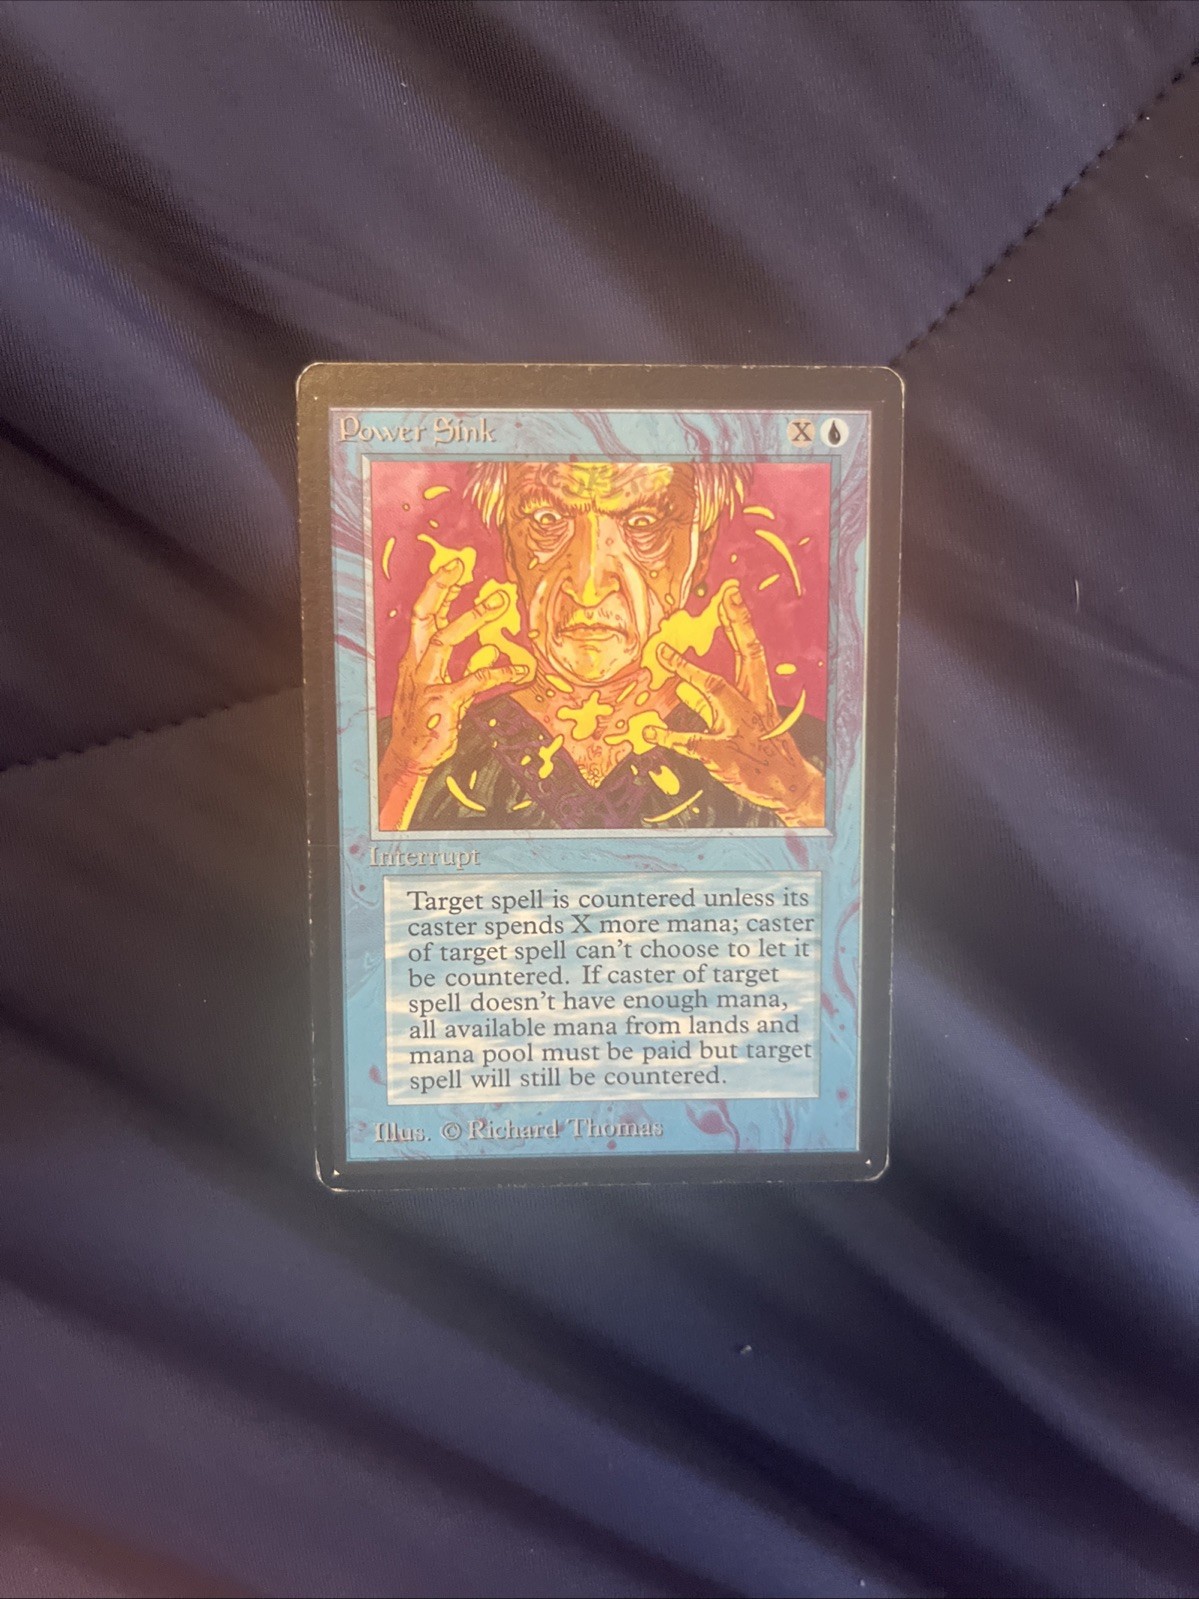 Power Sink X
Interrupt
Target spell is countered unless its
caster spends X more mana; caster
of target spell can't choose to let it
be countered. If caster of target
spell doesn't have enough mana,
all available mana from lands and
mana pool must be paid but target
spell will still be countered.
Illus. © Richard Thomas